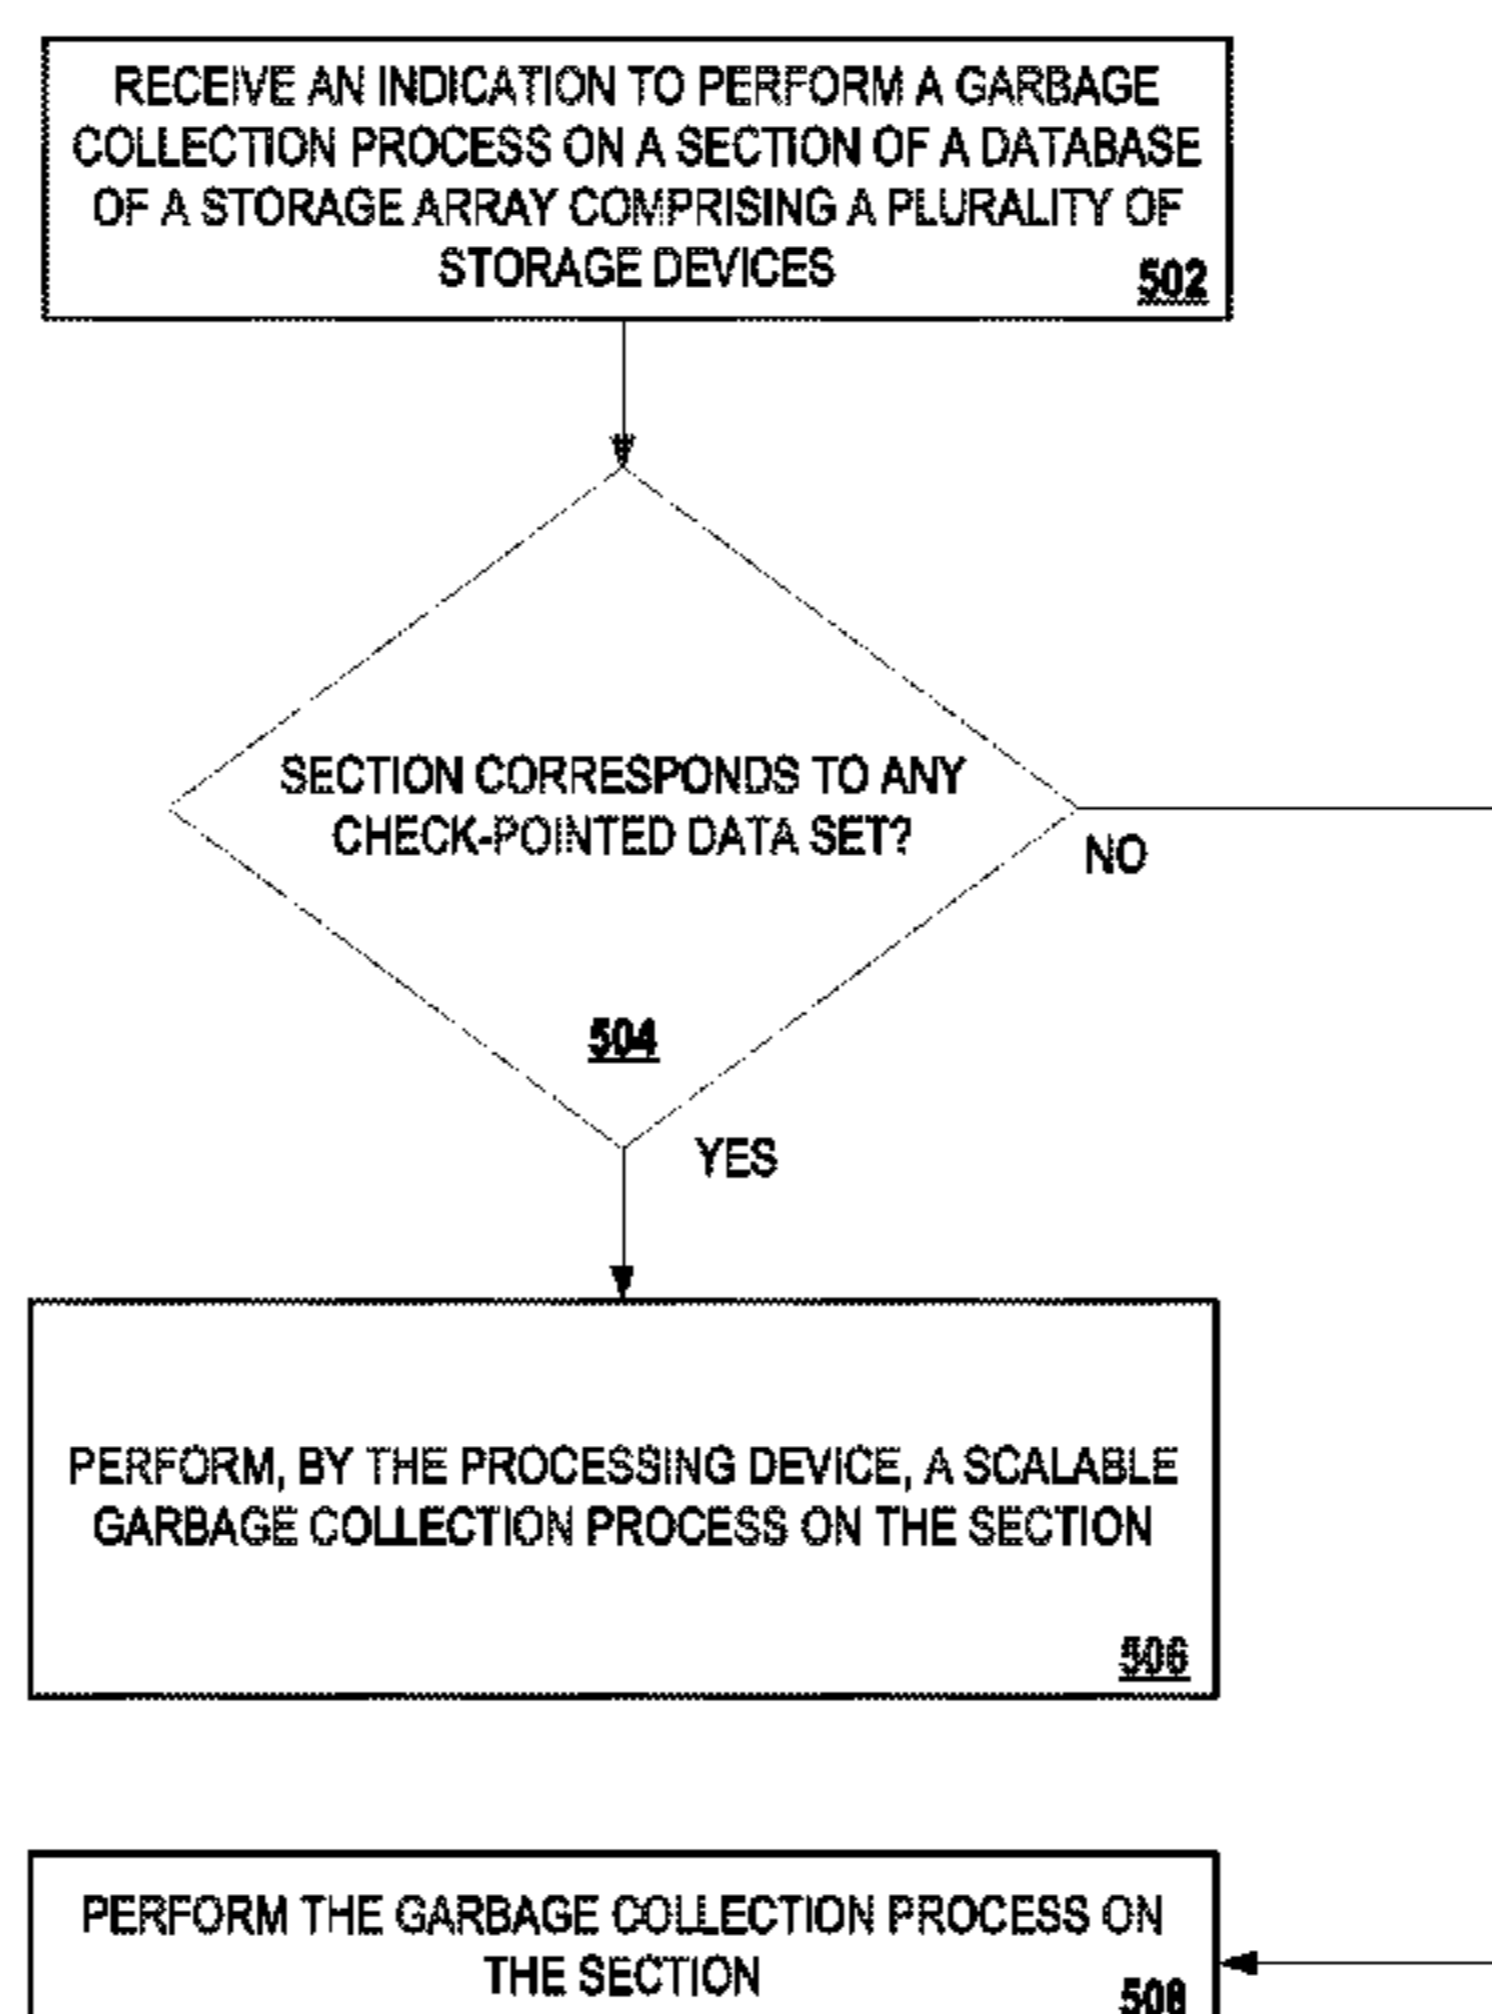 RECEIVE AN INDICATION TO PERFORM A GARBAGE
COLLECTION PROCESS ON A SECTION OF A DATABASE
OF A STORAGE ARRAY COMPRISING A PLURALITY OF
STORAGE DEVICES
502
SECTION CORRESPONDS TO ANY
CHECK-POINTED DATA SET?
NO
504
YES
PERFORM, BY THE PROCESSING DEVICE, A SCALABLE
GARBAGE COLLECTION PROCESS ON THE SECTION
506
PERFORM THE GARBAGE COLLECTION PROCESS ON
THE SECTION
508